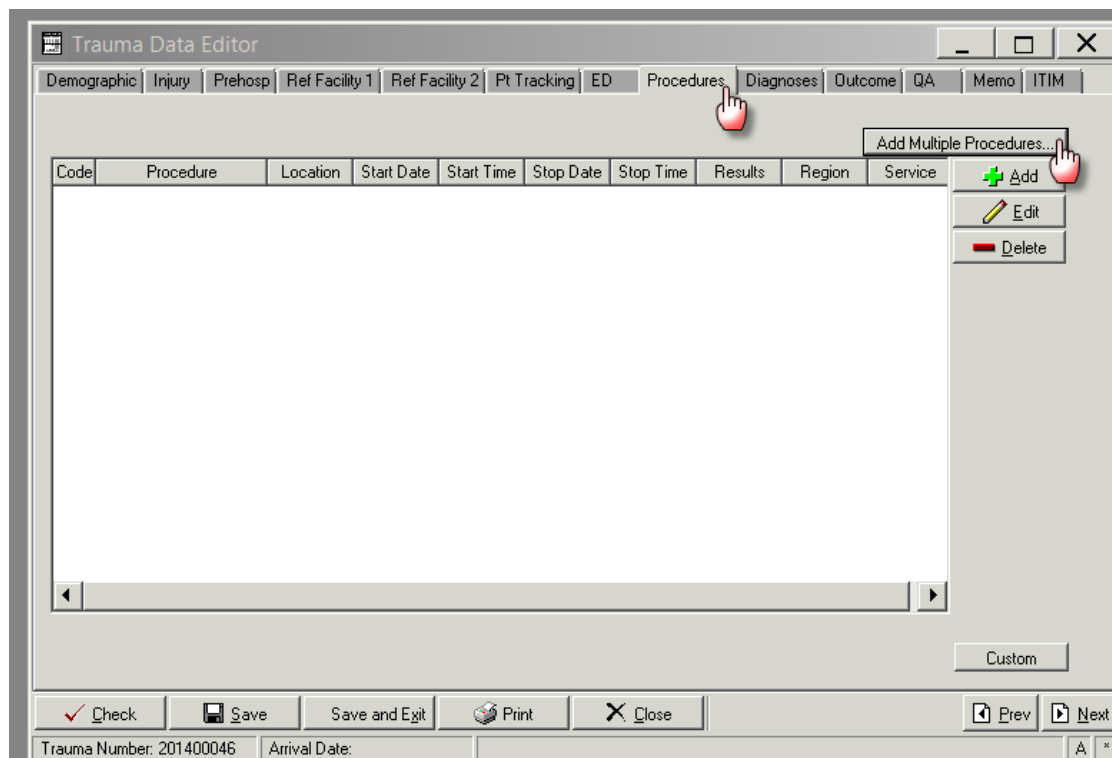 Trauma Data Editor
Demographic Injury Prehosp Ref Facility 1 Ref Facility 2 Pt Tracking ED Procedures Diagnoses Outcome QA Memo ITIM
Add Multiple Procedures...
Code Procedure Location Start Date Start Time Stop Date Stop Time Results Region Service
Add
Edit
Delete
Custom
Check Save Save and Exit Print Close Prev Next
Trauma Number: 201400046 Arrival Date: A *